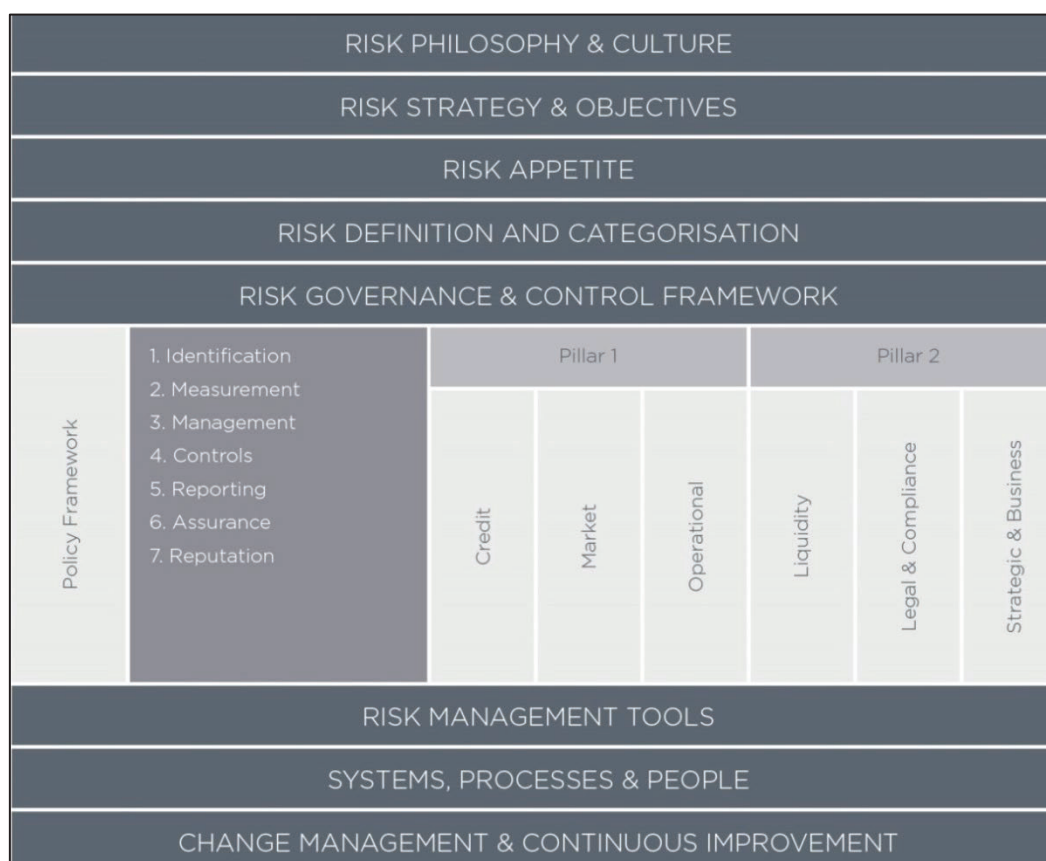 RISK PHILOSOPHY & CULTURE
RISK STRATEGY & OBJECTIVES
RISK APPETITE
RISK DEFINITION AND CATEGORISATION
RISK GOVERNANCE & CONTROL FRAMEWORK
Policy Framework
1. Identification
2. Measurement
3. Management
4. Controls
5. Reporting
6. Assurance
7. Reputation
Pillar 1
Credit
Market
Operational
Pillar 2
Liquidity
Legal & Compliance
Strategic & Business
RISK MANAGEMENT TOOLS
SYSTEMS, PROCESSES & PEOPLE
CHANGE MANAGEMENT & CONTINUOUS IMPROVEMENT